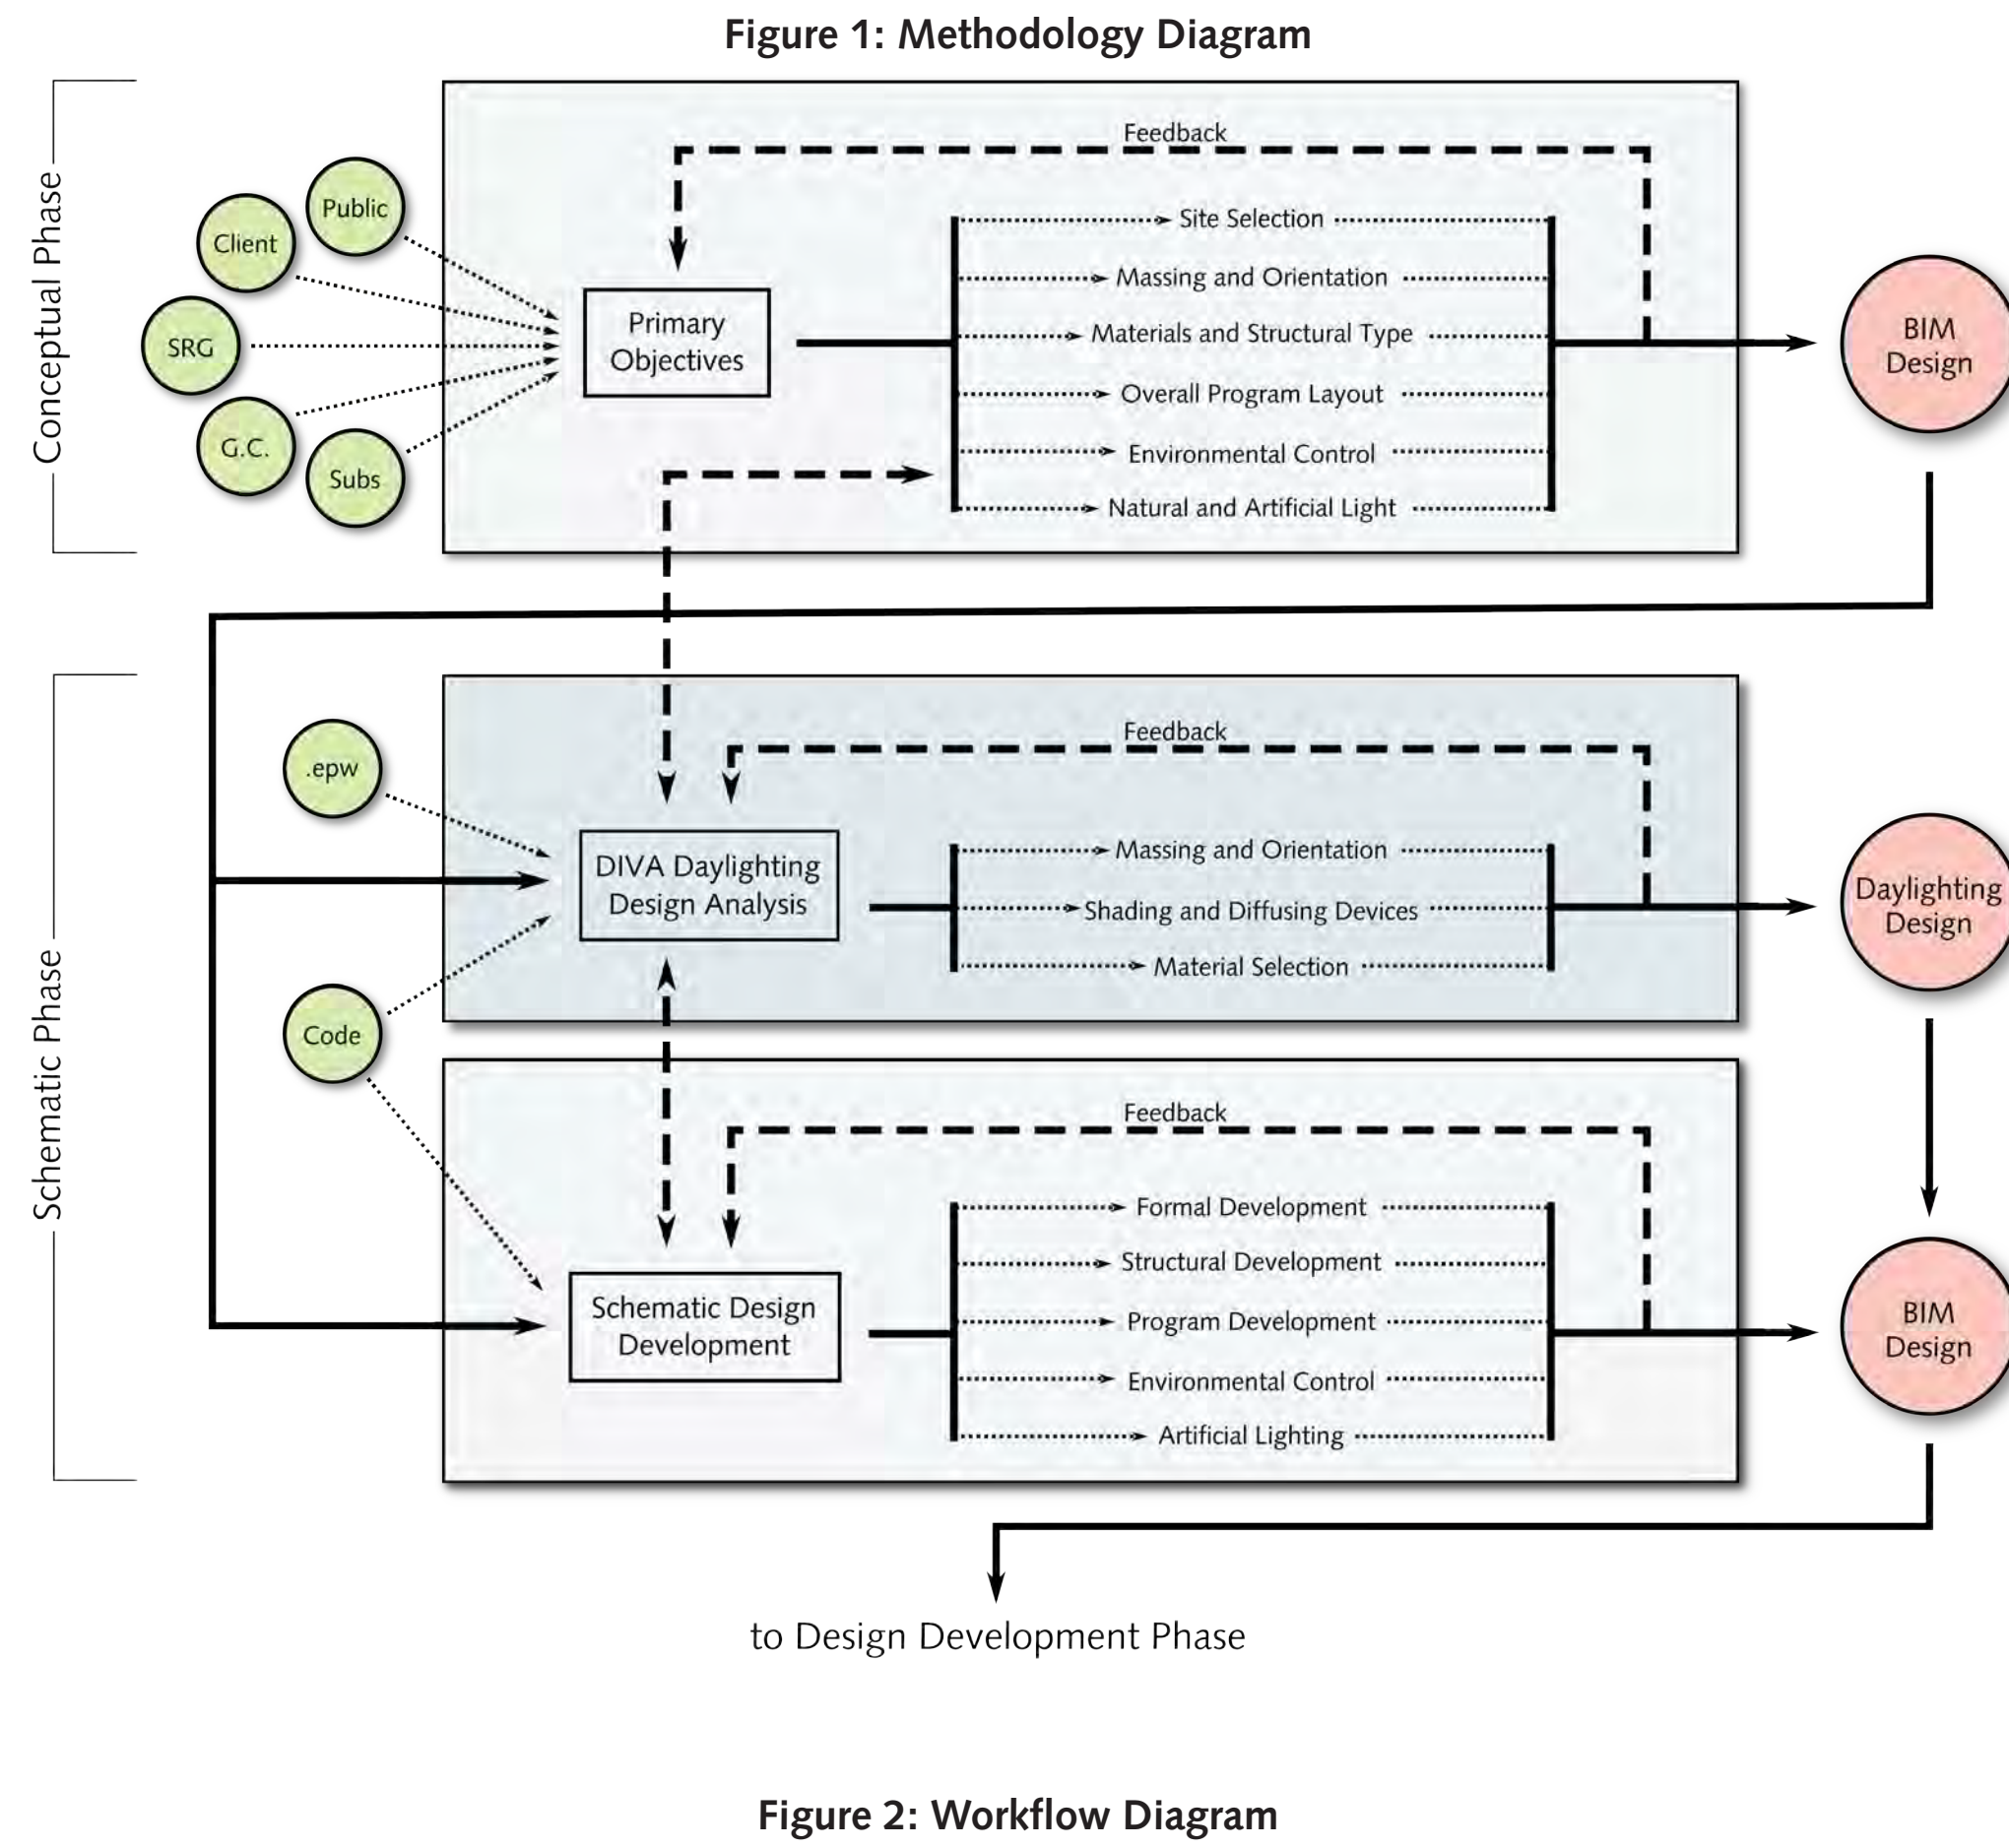 Figure 1: Methodology Diagram
Conceptual Phase
Public
Client
SRG
G.C.
Subs
Feedback
Primary
Objectives
Site Selection
Massing and Orientation
Materials and Structural Type
Overall Program Layout
Environmental Control
Natural and Artificial Light
BIM
Design
Schematic Phase
.epw
Code
Feedback
DIVA Daylighting
Design Analysis
Massing and Orientation
Shading and Diffusing Devices
Material Selection
Daylighting
Design
Feedback
Schematic Design
Development
Formal Development
Structural Development
Program Development
Environmental Control
Artificial Lighting
BIM
Design
to Design Development Phase
Figure 2: Workflow Diagram